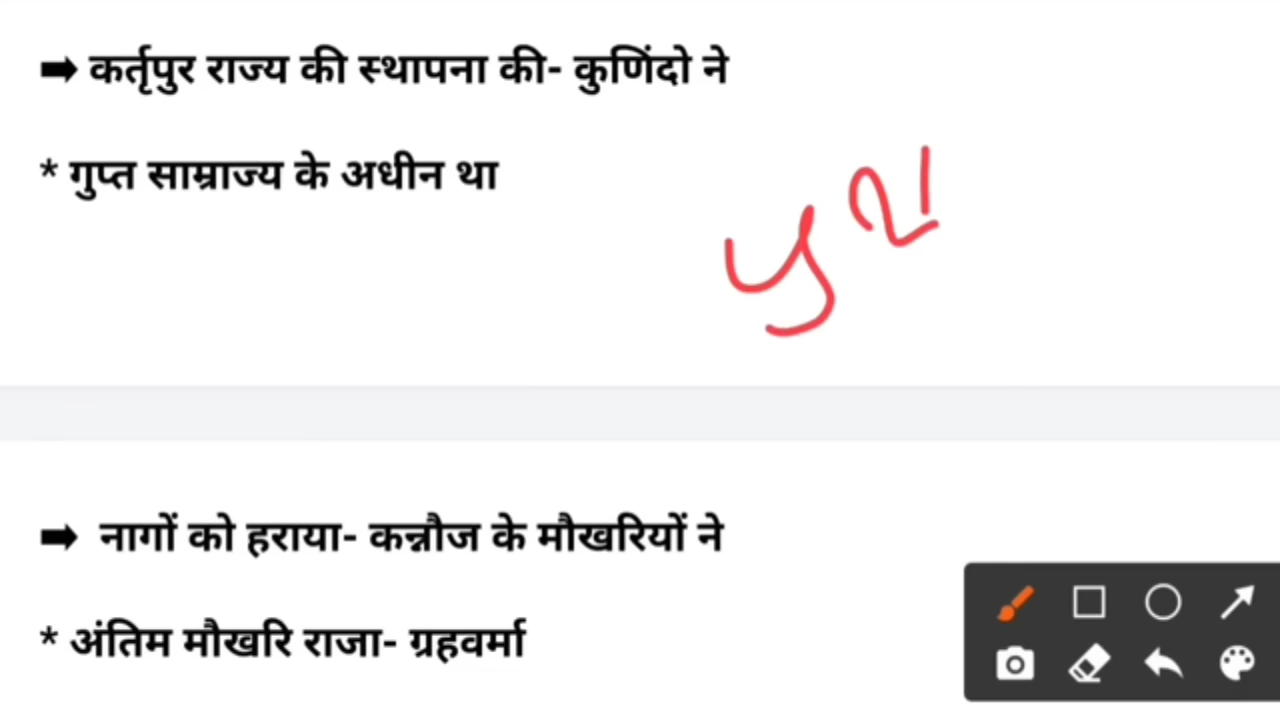 ➡ कर्तृपुर राज्य की स्थापना की- कुणिंदो ने
* गुप्त साम्राज्य के अधीन था
➡ नागों को हराया- कन्नौज के मौखरियों ने
* अंतिम मौखरि राजा- ग्रहवर्मा